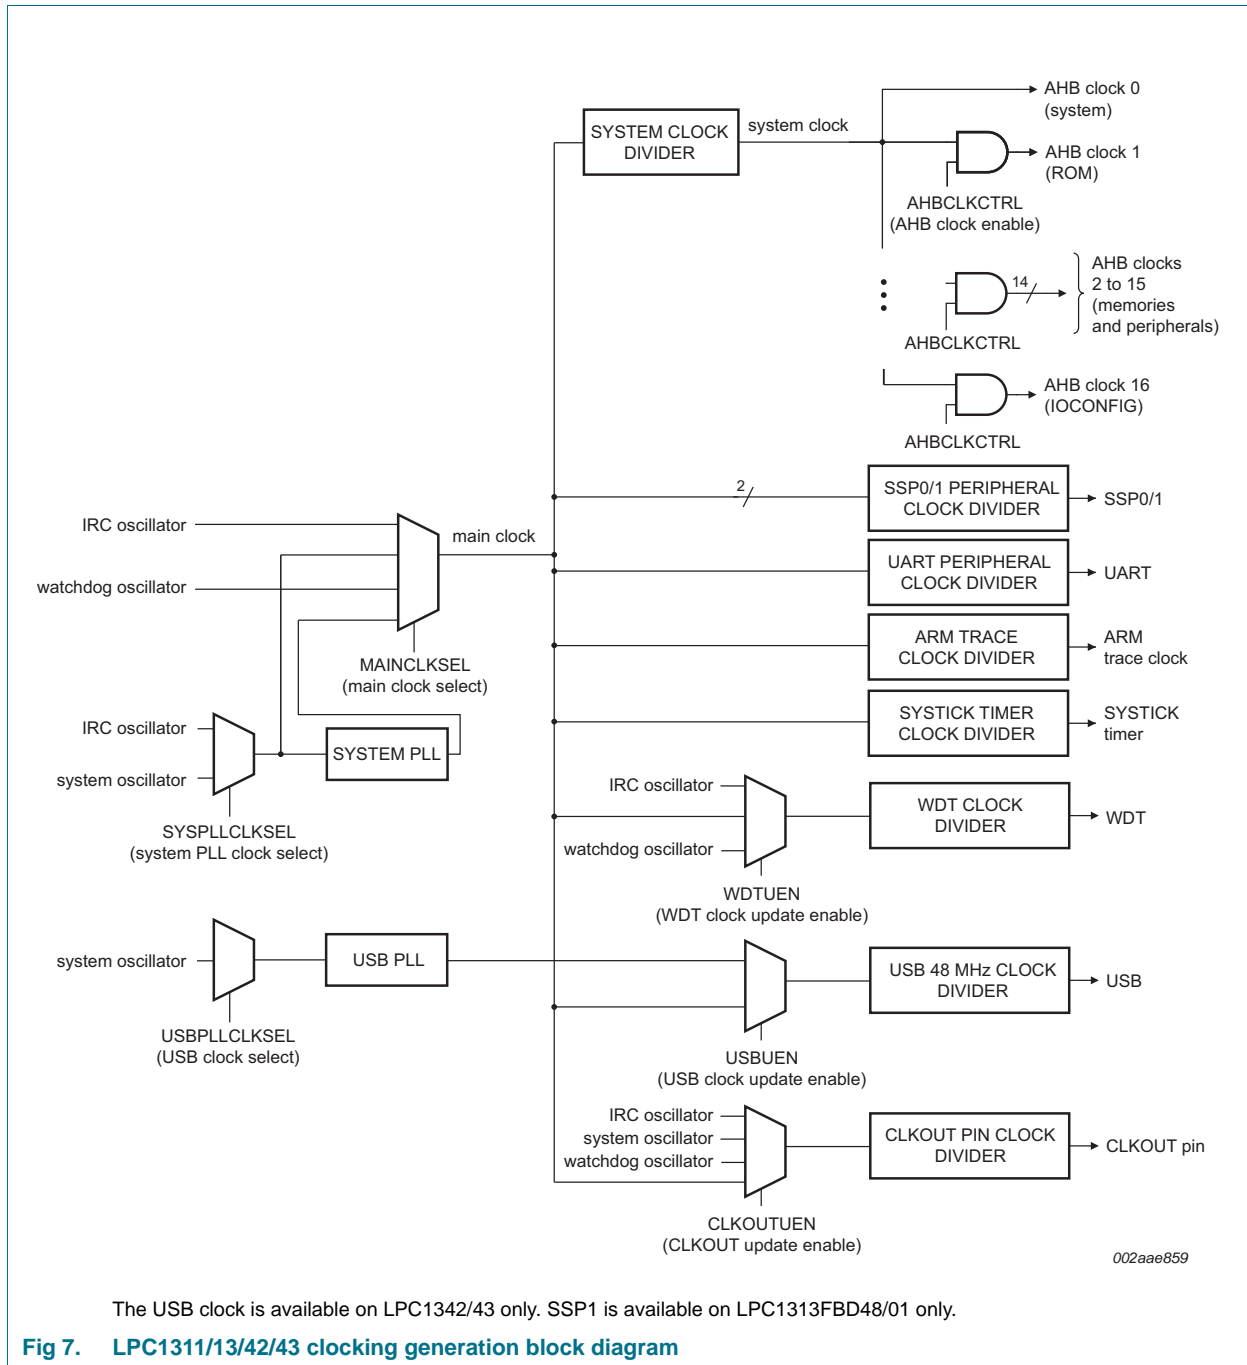 AHB clock 0
(system)
SYSTEM CLOCK
DIVIDER
system clock
AHB clock 1
(ROM)
AHBCLKCTRL
(AHB clock enable)
14
AHB clocks
2 to 15
(memories
and peripherals)
AHBCLKCTRL
AHB clock 16
(IOCONFIG)
AHBCLKCTRL
2
SSP0/1 PERIPHERAL
CLOCK DIVIDER
SSP0/1
IRC oscillator
main clock
watchdog oscillator
UART PERIPHERAL
CLOCK DIVIDER
UART
MAINCLKSEL
(main clock select)
ARM TRACE
CLOCK DIVIDER
ARM
trace clock
IRC oscillator
system oscillator
SYSTEM PLL
SYSPLLCLKSEL
(system PLL clock select)
SYSTICK TIMER
CLOCK DIVIDER
SYSTICK
timer
IRC oscillator
watchdog oscillator
WDT CLOCK
DIVIDER
WDT
WDTUEN
(WDT clock update enable)
system oscillator
USB PLL
USBPLLCLKSEL
(USB clock select)
USB 48 MHz CLOCK
DIVIDER
USB
USBUEN
(USB clock update enable)
IRC oscillator
system oscillator
watchdog oscillator
CLKOUT PIN CLOCK
DIVIDER
CLKOUT pin
CLKOUTUEN
(CLKOUT update enable)
002aae859
The USB clock is available on LPC1342/43 only. SSP1 is available on LPC1313FBD48/01 only.
Fig 7. LPC1311/13/42/43 clocking generation block diagram